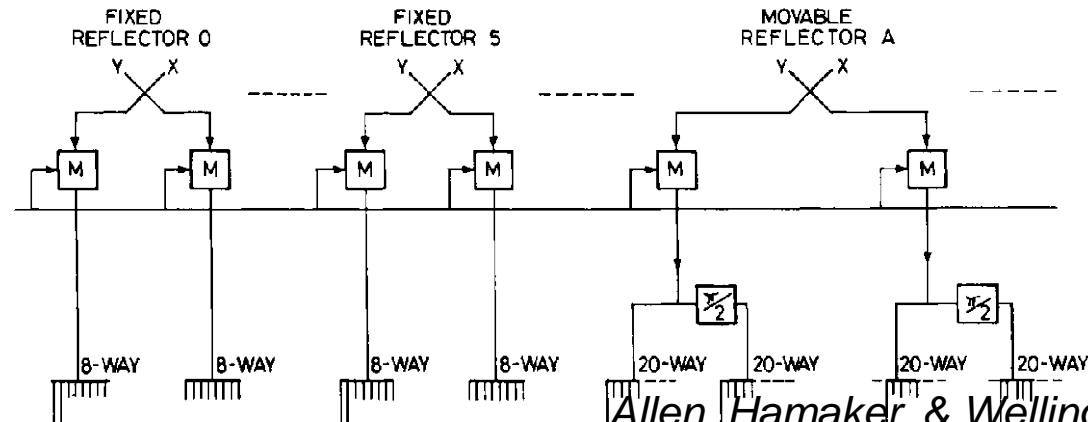 FIXED REFLECTOR 0
FIXED REFLECTOR 5
MOVABLE REFLECTOR A
Y X
Y X
Y X
M M M M M M
π/2 π/2
8-WAY 8-WAY 8-WAY 8-WAY 20-WAY 20-WAY 20-WAY 20-WAY
Allen, Hamaker & Welling